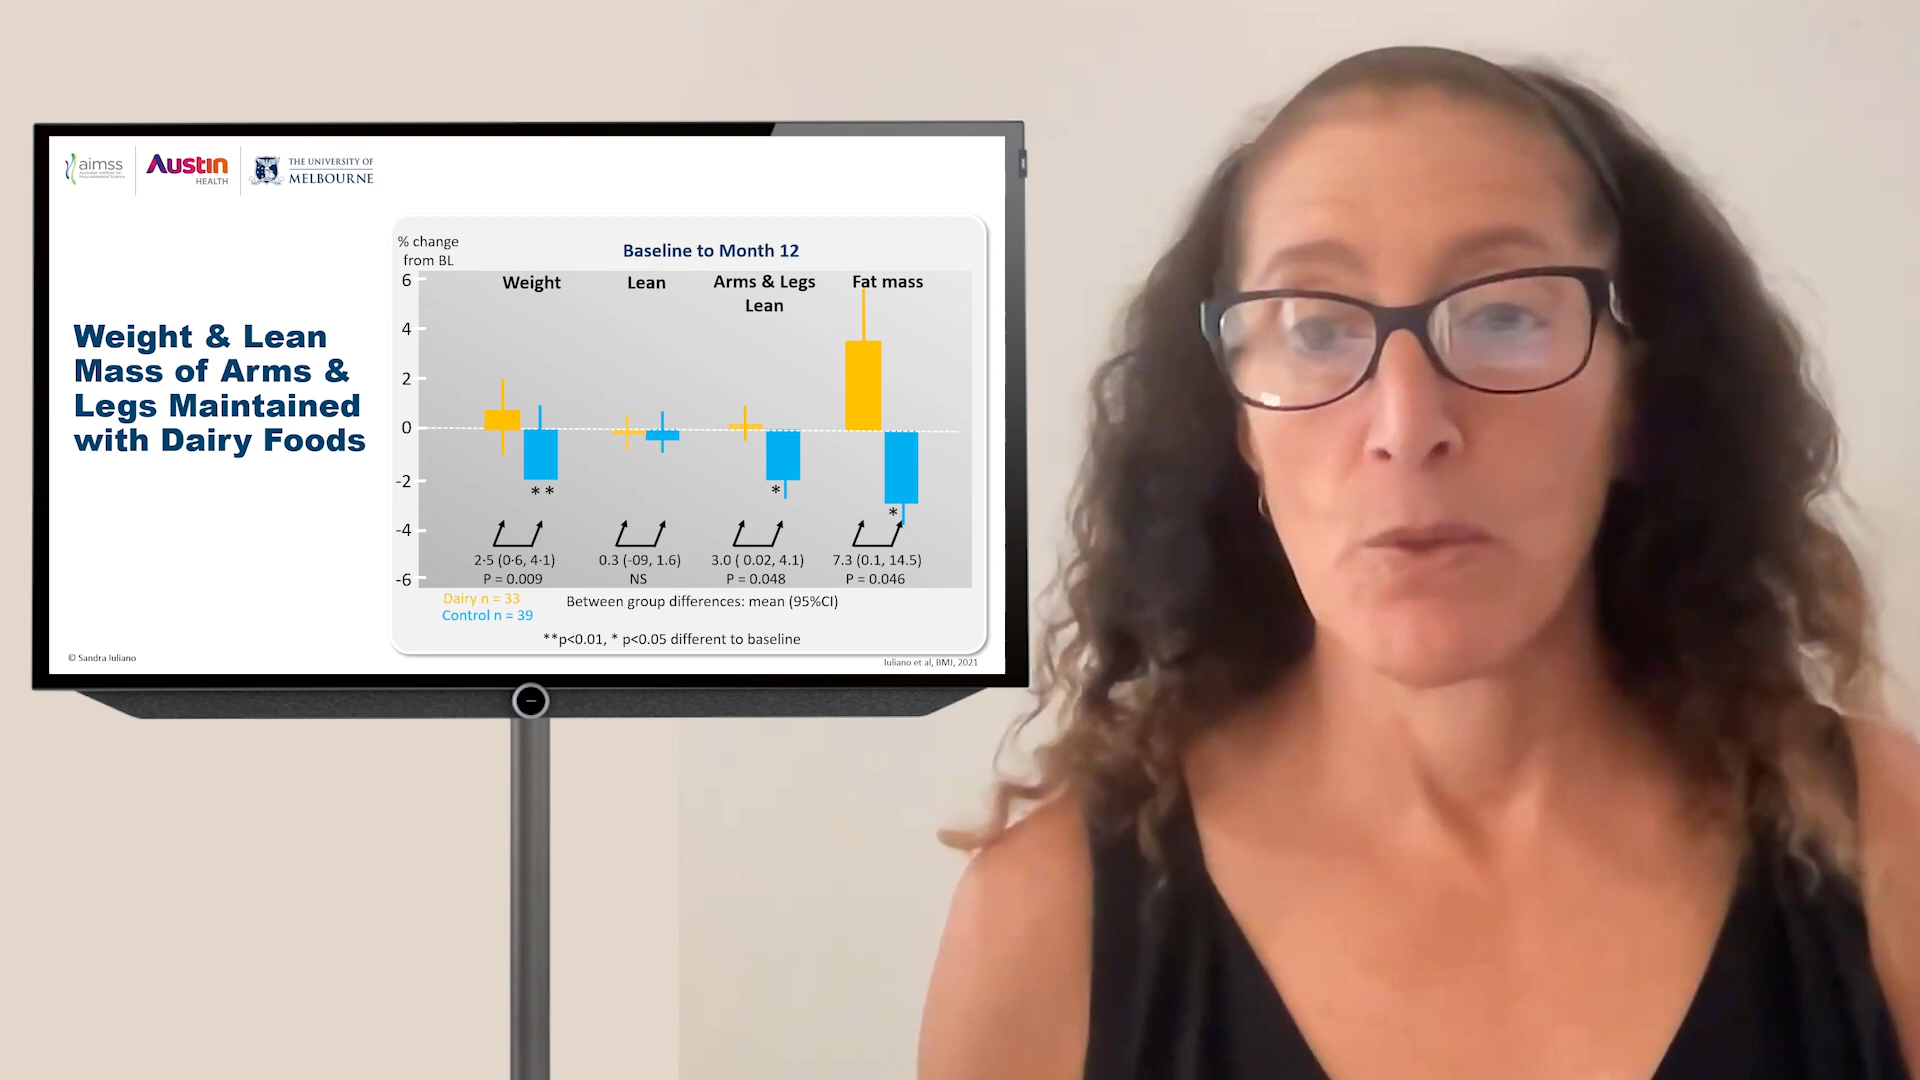 aimss
Austin
HEALTH
THE UNIVERSITY OF
MELBOURNE
Weight & Lean
Mass of Arms &
Legs Maintained
with Dairy Foods
% change
from BL
Baseline to Month 12
Weight Lean Arms & Legs Fat mass
Lean
6
4
2
0
-2
-4
-6
**
*
*
2·5 (0·6, 4·1) 0.3 (-09, 1.6) 3.0 ( 0.02, 4.1) 7.3 (0.1, 14.5)
P = 0.009 NS P = 0.048 P = 0.046
Dairy n = 33
Control n = 39
Between group differences: mean (95%CI)
**p<0.01, * p<0.05 different to baseline
© Sandra Iuliano
Iuliano et al, BMJ, 2021